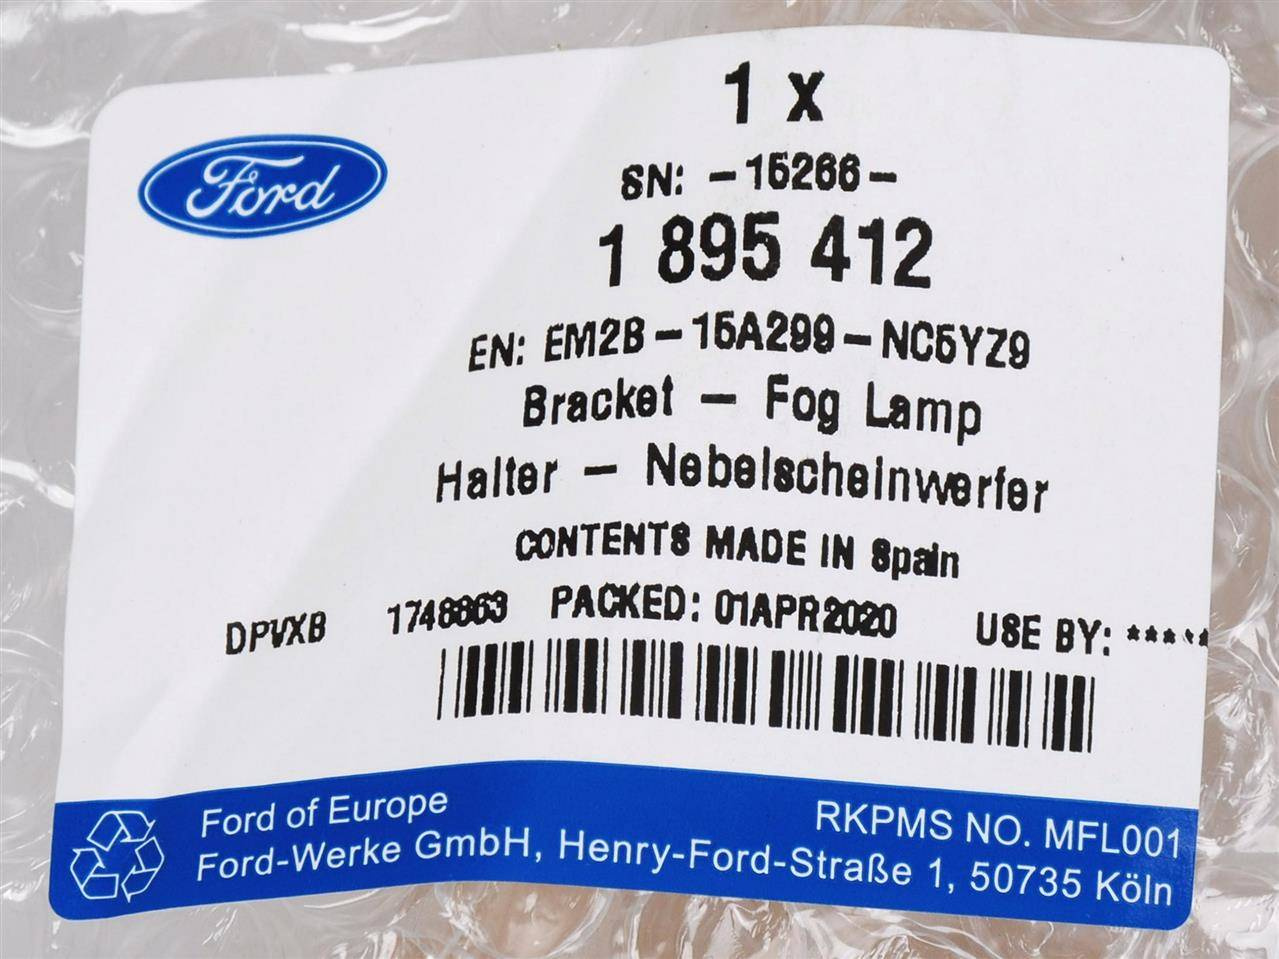 Ford
1 x
SN: -15266-
1 895 412
EN: EM2B-15A299-NC5YZ9
Bracket - Fog Lamp
Halter - Nebelscheinwerfer
CONTENTS MADE IN Spain
DPVXB 1748863 PACKED: 01APR2020 USE BY: *****
Ford of Europe
RKPMS NO. MFL001
Ford-Werke GmbH, Henry-Ford-Straße 1, 50735 Köln